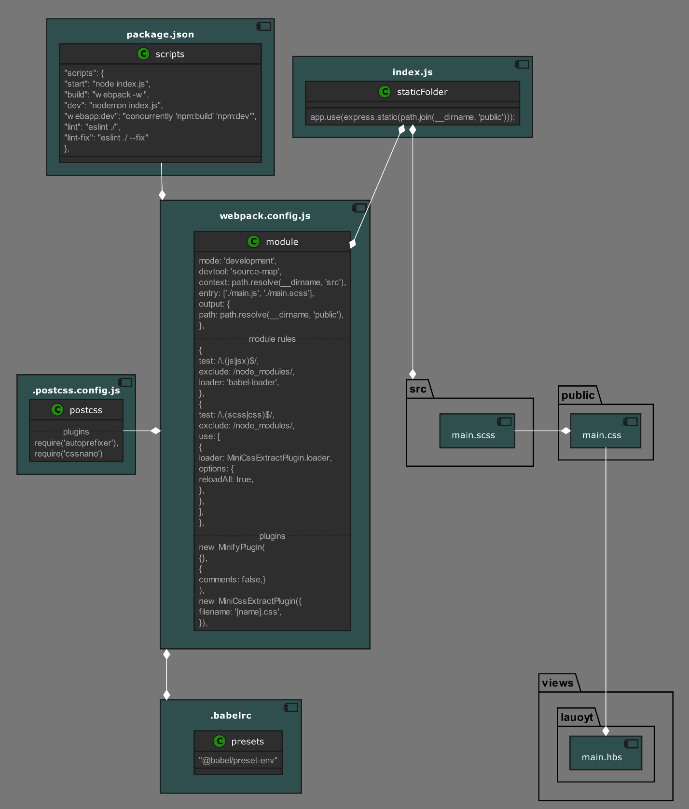 package.json
C scripts
"scripts": {
"start": "node index.js",
"build": "webpack -w",
"dev": "nodemon index.js",
"webapp:dev": "concurrently 'npm:build' 'npm:dev'",
"lint": "eslint ./",
"lint-fix": "eslint ./ --fix"
},
index.js
C staticFolder
app.use(express.static(path.join(__dirname, 'public')));
webpack.config.js
C module
mode: 'development',
devtool: 'source-map',
context: path.resolve(__dirname, 'src'),
entry: ['./main.js', './main.scss'],
output: {
path: path.resolve(__dirname, 'public'),
},
module rules
{
test: /\.(js|jsx)$/,
exclude: /node_modules/,
loader: 'babel-loader',
},
{
test: /\.(scss|css)$/,
exclude: /node_modules/,
use: [
{
loader: MiniCssExtractPlugin.loader,
options: {
reloadAll: true,
},
},
],
},
plugins
new MinifyPlugin(
{},
{
comments: false,}
),
new MiniCssExtractPlugin({
filename: '[name].css',
}),
.postcss.config.js
C postcss
plugins
require('autoprefixer'),
require('cssnano')
src
main.scss
public
main.css
.babelrc
C presets
"@babel/preset-env"
views
lauoyt
main.hbs